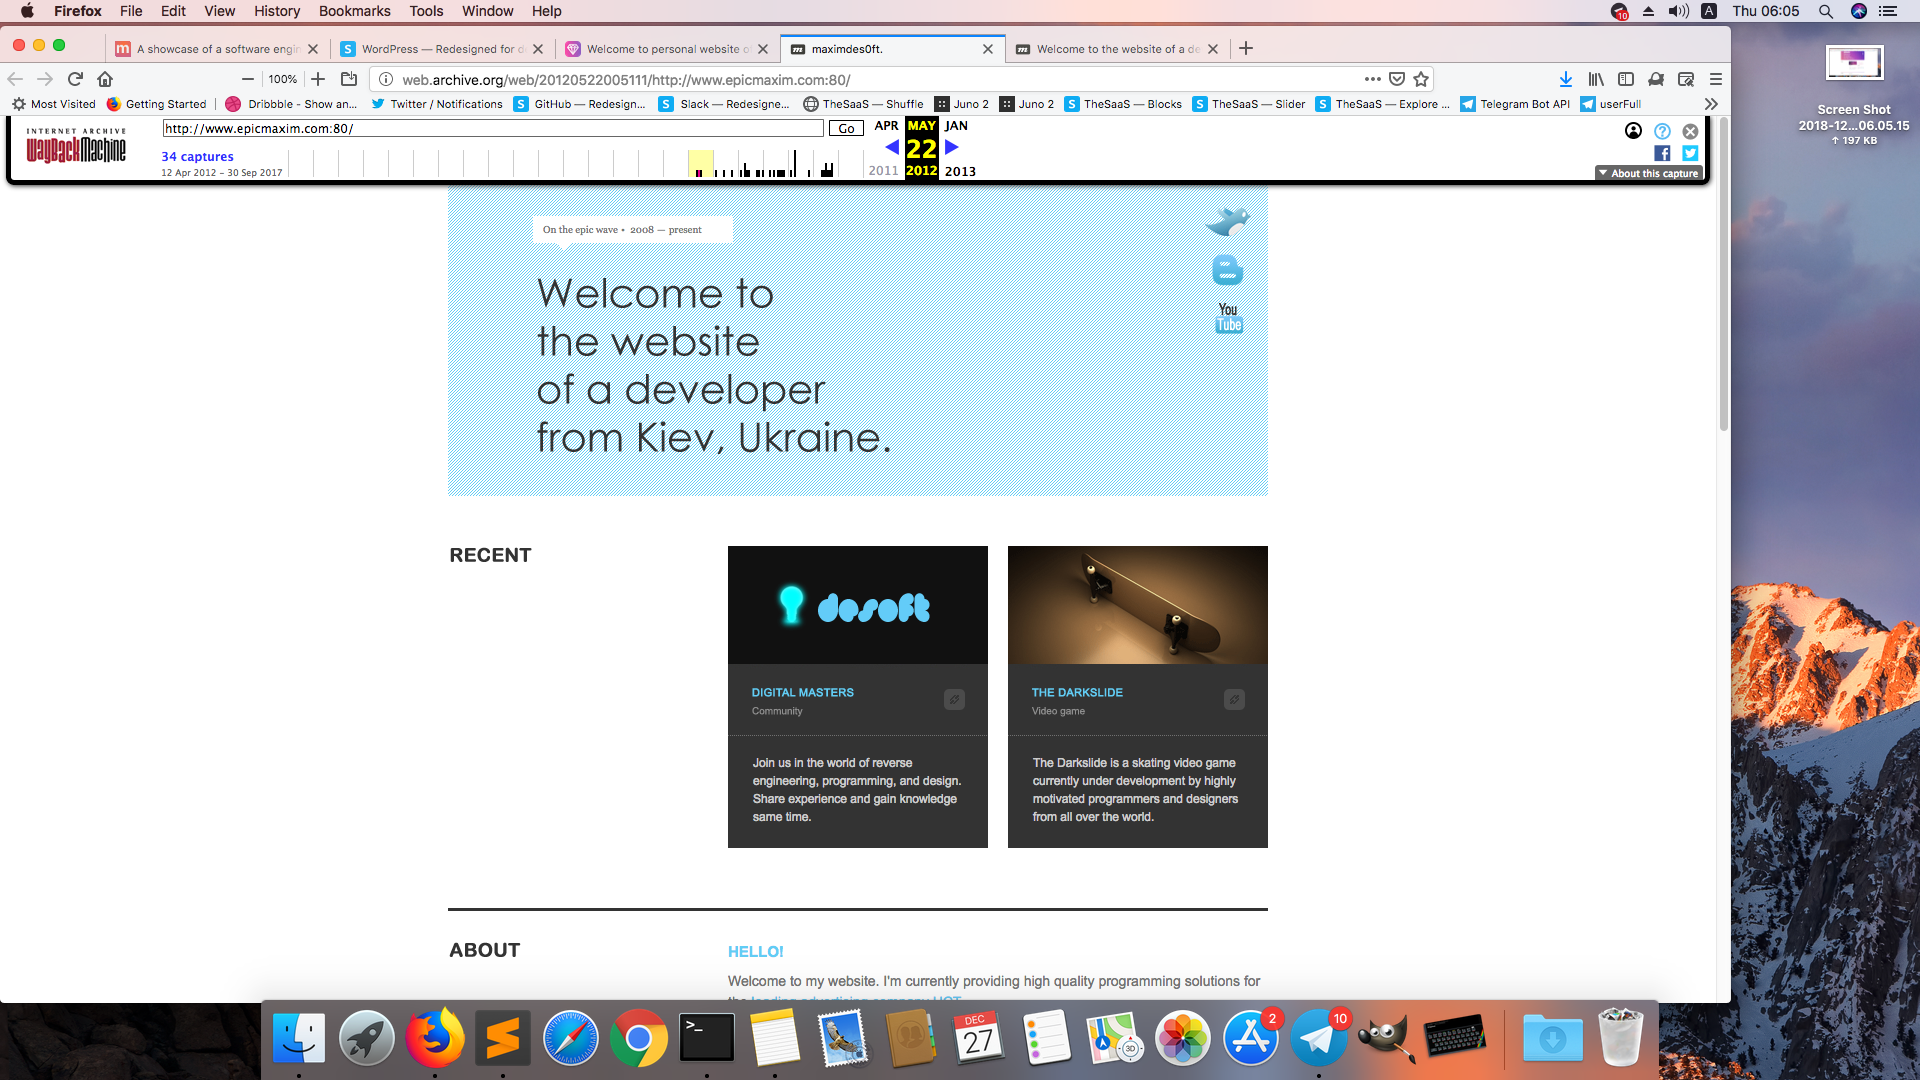 Firefox File Edit View History Bookmarks Tools Window Help
10 A Thu 06:05
A showcase of a software engin
WordPress — Redesigned for d
Welcome to personal website o
maximdes0ft.
Welcome to the website of a de
100%
web.archive.org/web/20120522005111/http://www.epicmaxim.com:80/
Most Visited
Getting Started
Dribbble - Show an...
Twitter / Notifications
GitHub — Redesign...
Slack — Redesigne...
TheSaaS — Shuffle
Juno 2
Juno 2
TheSaaS — Blocks
TheSaaS — Slider
TheSaaS — Explore ...
Telegram Bot API
userFull
INTERNET ARCHIVE
WayBackMachine
http://www.epicmaxim.com:80/
Go
34 captures
12 Apr 2012 – 30 Sep 2017
APR MAY JAN
22
2011 2012 2013
About this capture
Screen Shot
2018-12...06.05.15
↑ 197 KB
On the epic wave • 2008 — present
Welcome to
the website
of a developer
from Kiev, Ukraine.
You
Tube
RECENT
desoft
DIGITAL MASTERS
Community
Join us in the world of reverse
engineering, programming, and design.
Share experience and gain knowledge
same time.
THE DARKSLIDE
Video game
The Darkslide is a skating video game
currently under development by highly
motivated programmers and designers
from all over the world.
ABOUT
HELLO!
Welcome to my website. I'm currently providing high quality programming solutions for
the leading advertising company HOT
DEC
27
3D
2
10